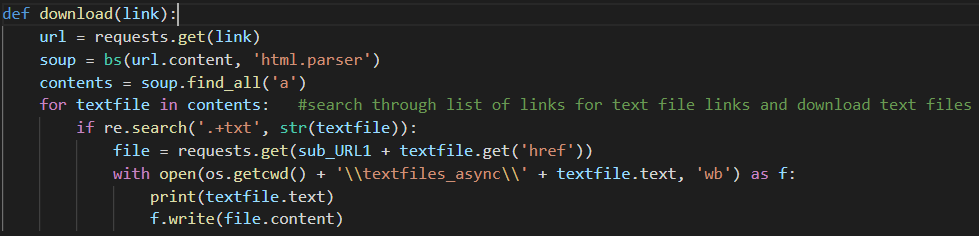 def download(link):
    url = requests.get(link)
    soup = bs(url.content, 'html.parser')
    contents = soup.find_all('a')
    for textfile in contents:   #search through list of links for text file links and download text files
        if re.search('.+txt', str(textfile)):
            file = requests.get(sub_URL1 + textfile.get('href'))
            with open(os.getcwd() + '\\textfiles_async\\' + textfile.text, 'wb') as f:
                print(textfile.text)
                f.write(file.content)